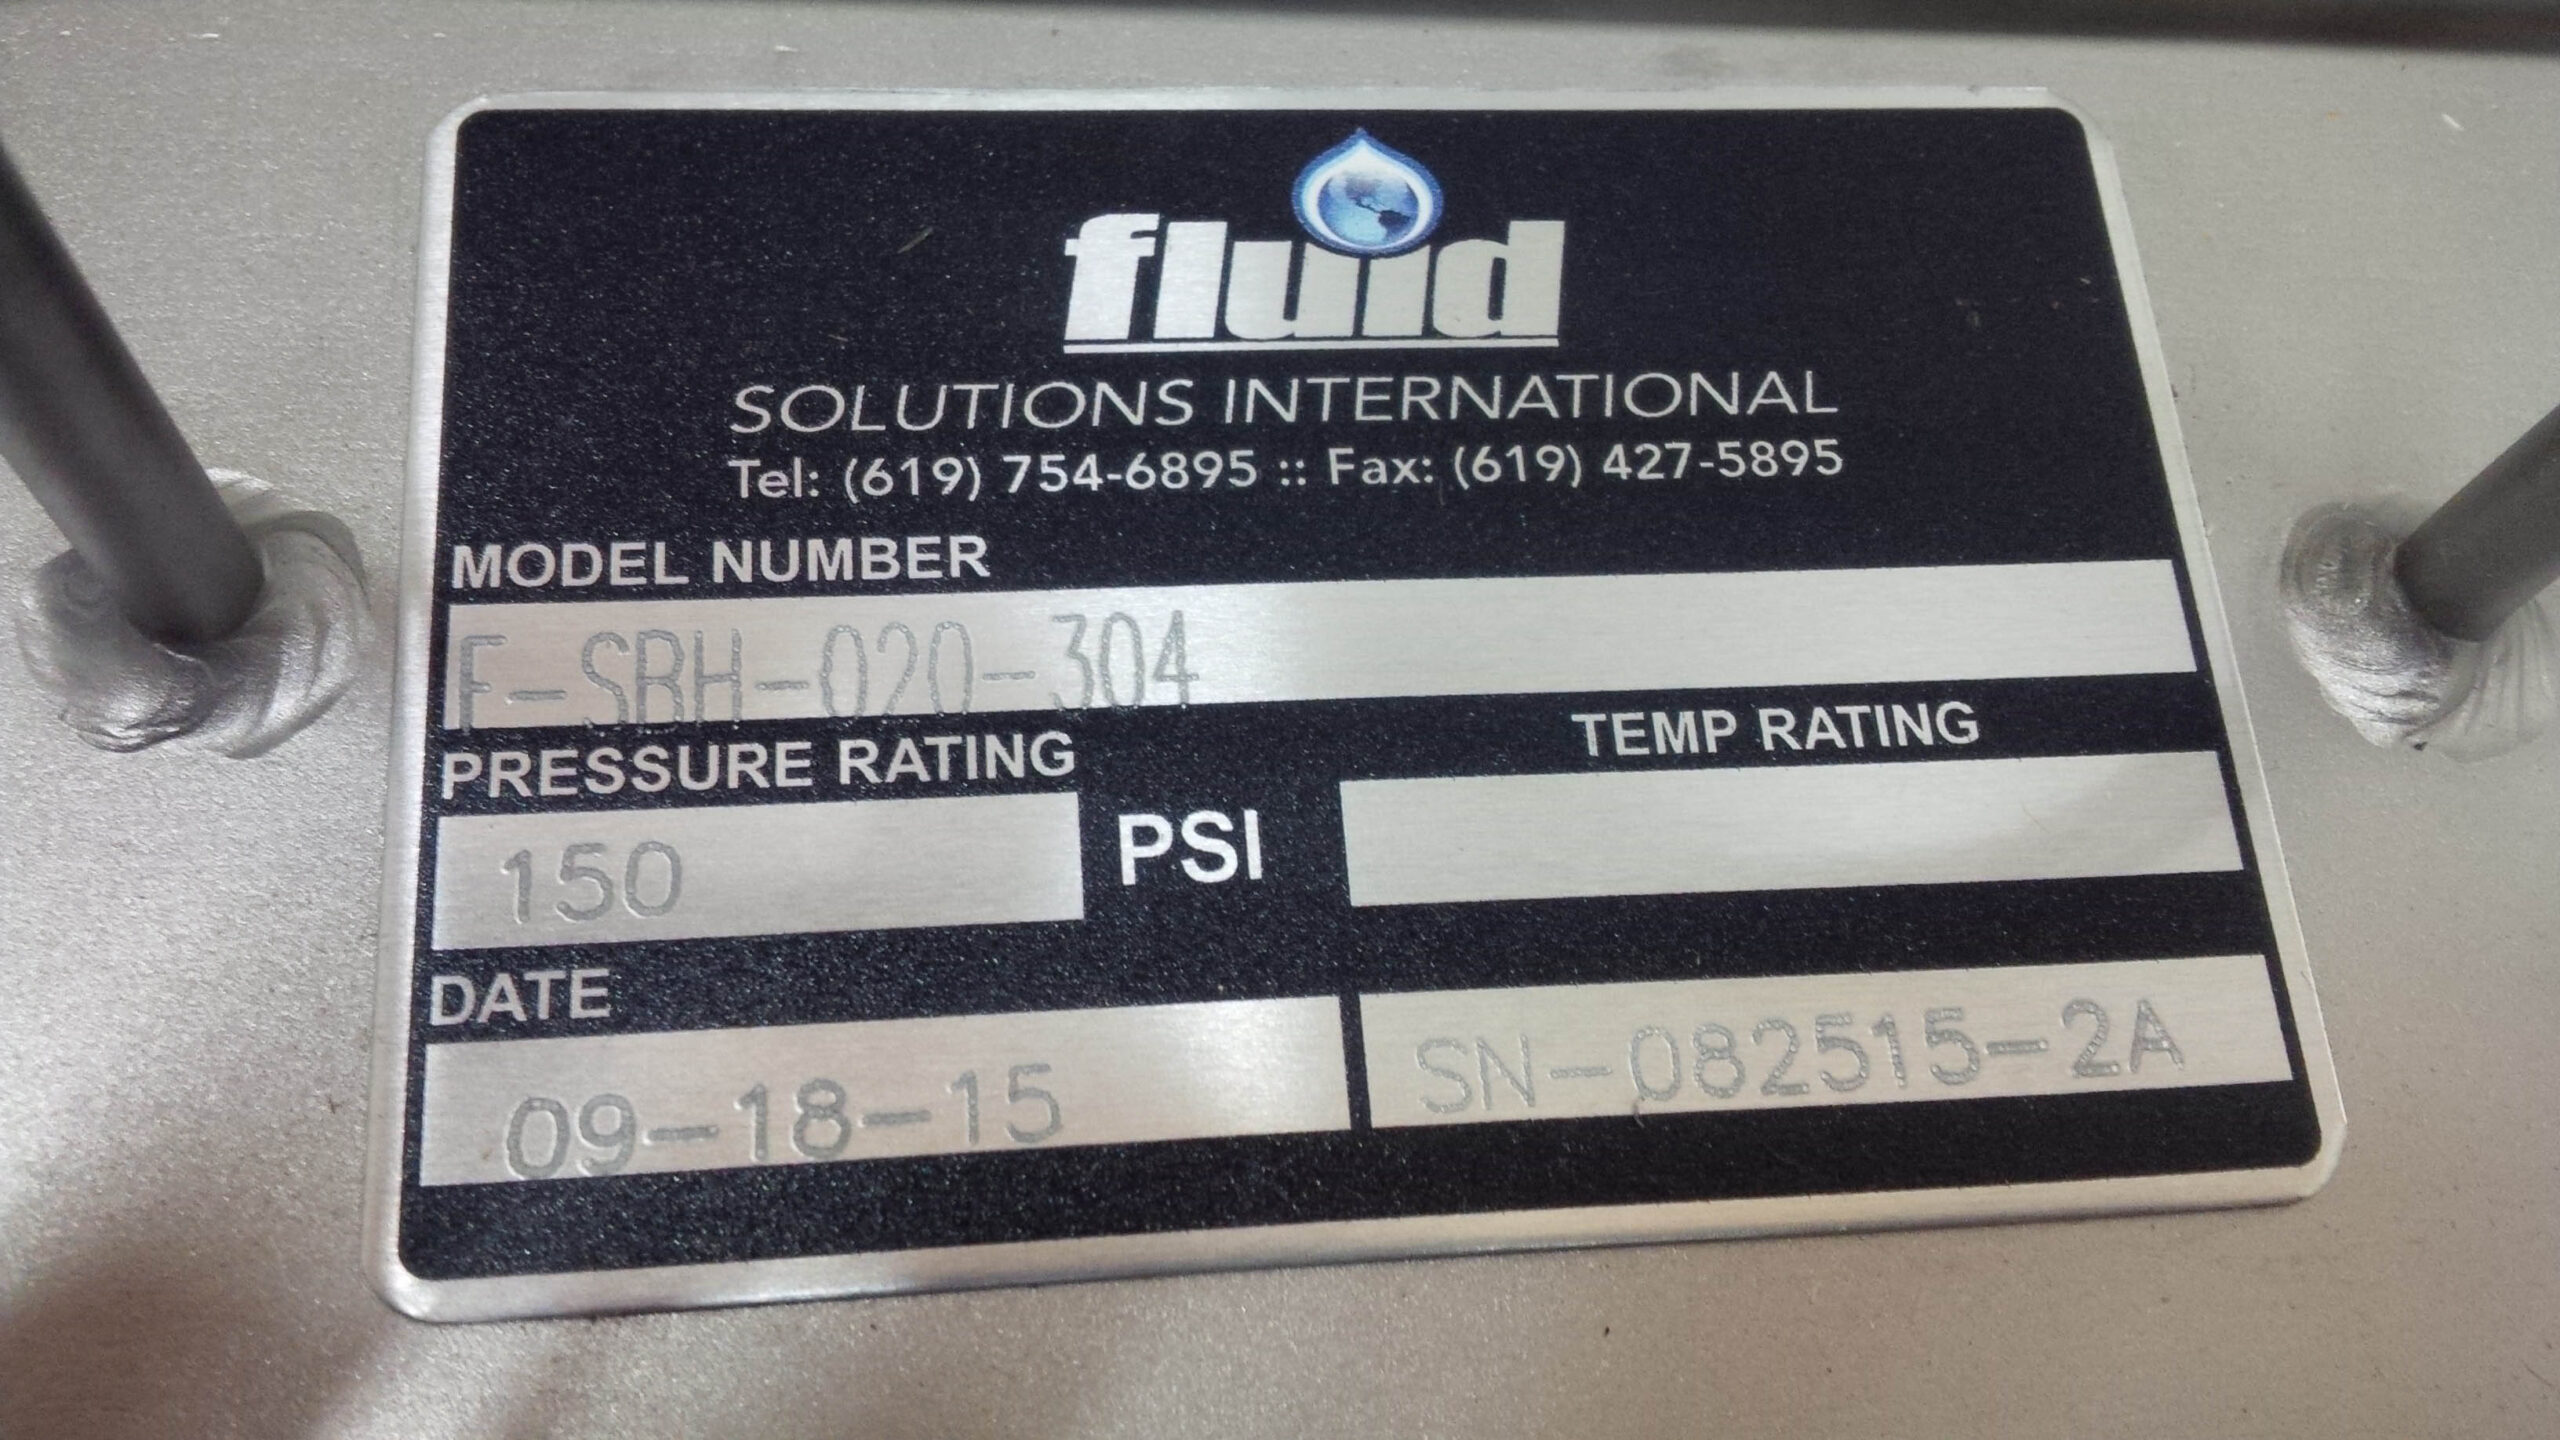 fluid
SOLUTIONS INTERNATIONAL
Tel: (619) 754-6895 :: Fax: (619) 427-5895
MODEL NUMBER
F-SBH-020-304
PRESSURE RATING
TEMP RATING
150 PSI
DATE
09-18-15
SN-082515-2A